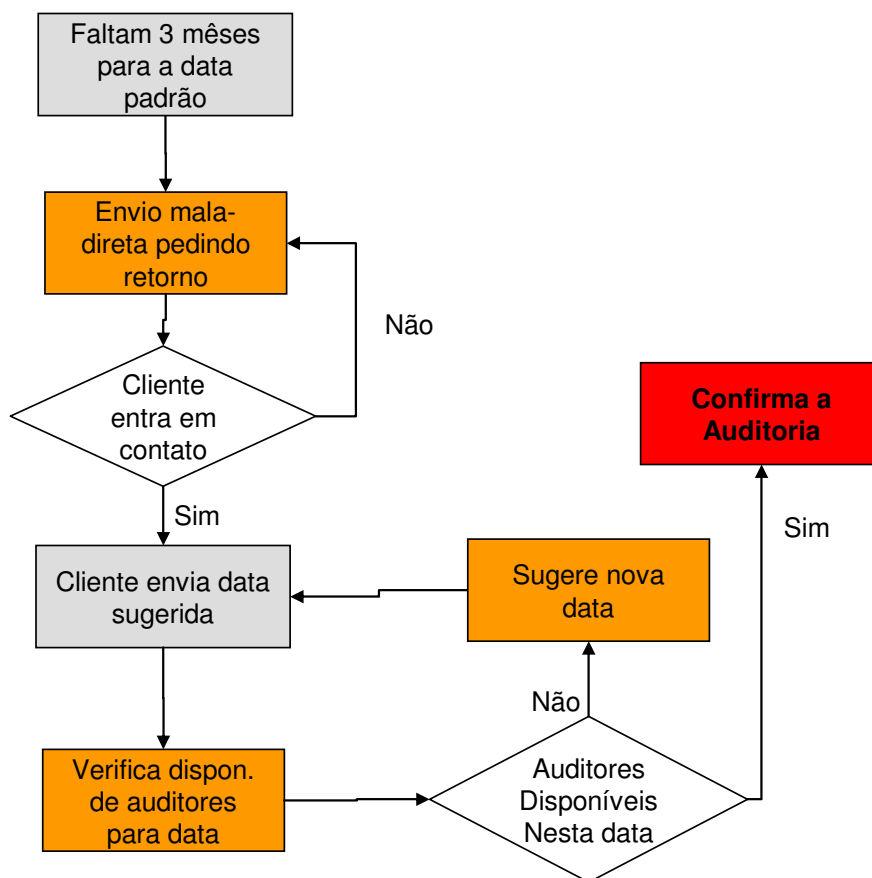 Faltam 3 mêses
para a data
padrão
Envio mala-
direta pedindo
retorno
Não
Cliente
entra em
contato
Confirma a
Auditoria
Sim
Sim
Cliente envia data
sugerida
Sugere nova
data
Não
Verifica dispon.
de auditores
para data
Auditores
Disponíveis
Nesta data